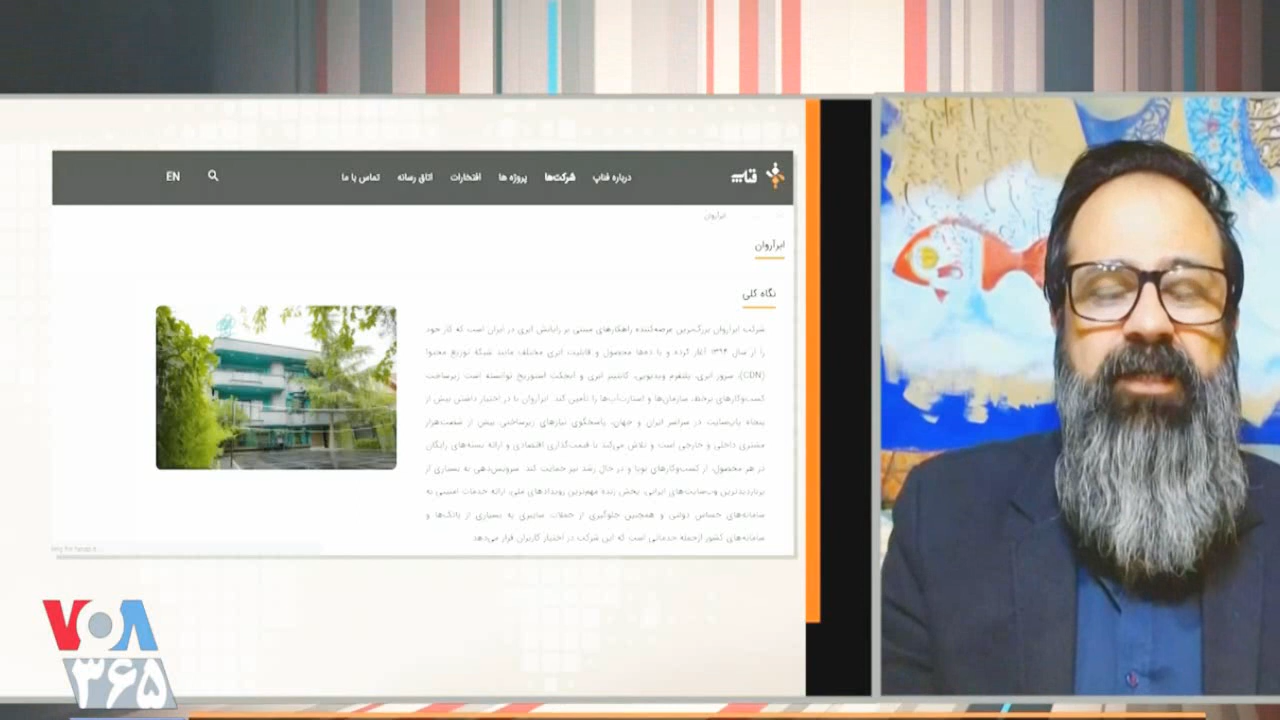 درباره فناپ شرکت‌ها پروژه ها افتخارات اتاق رسانه تماس با ما EN
ابرآروان
ابرآروان
نگاه کلی
شرکت ابرآروان بزرگ‌ترین عرضه‌کننده راهکارهای مبتنی بر رایانش ابری در ایران است که کار خود
را از سال ۱۳۹۴ آغاز کرده و با ده‌ها محصول و قابلیت ابری مختلف مانند شبکه توزیع محتوا
(CDN)، سرور ابری، پلتفرم ویدیویی، کانتینر ابری و آبجکت استوریج توانسته است زیرساخت
کسب‌وکارهای برخط، سازمان‌ها و استارت‌آپ‌ها را تأمین کند. ابرآروان با در اختیار داشتن بیش از
پنجاه پاپ‌سایت در سراسر ایران و جهان، پاسخگوی نیازهای زیرساختی بیش از شصت‌هزار
مشتری داخلی و خارجی است و تلاش می‌کند با قیمت‌گذاری اقتصادی و ارائه بسته‌های رایگان
در هر محصول، از کسب‌وکارهای نوپا و در حال رشد نیز حمایت کند. سرویس‌دهی به بسیاری از
پربازدیدترین وب‌سایت‌های ایرانی، پخش زنده مهم‌ترین رویدادهای ملی، ارائه خدمات امنیتی به
سامانه‌های حساس دولتی و همچنین جلوگیری از حملات سایبری به بسیاری از بانک‌ها و
سامانه‌های کشور ازجمله خدماتی است که این شرکت در اختیار کاربران قرار می‌دهد.
VOA
۳۶۵